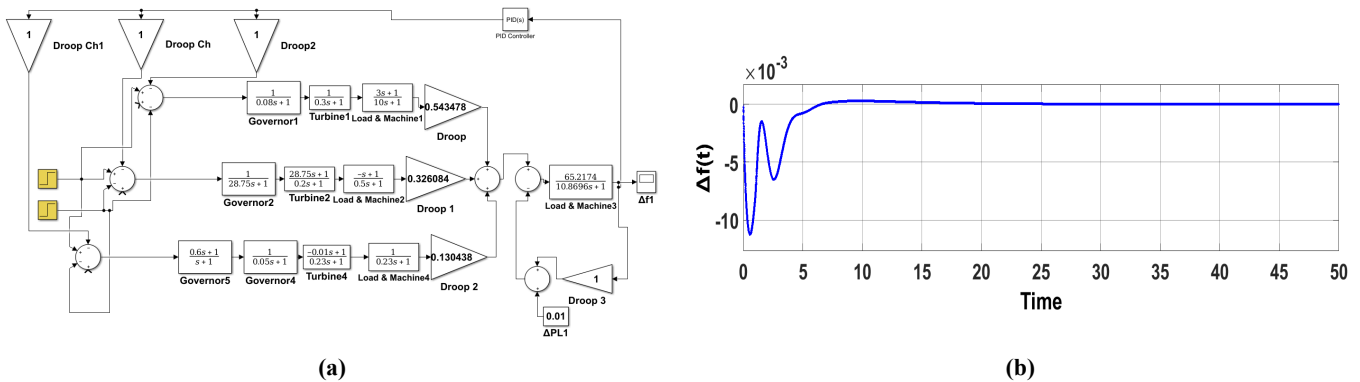 PID(s)
PID Controller
1
1
1
Droop Ch1
Droop Ch
Droop2
1
0.08s + 1
Governor1
1
0.3s + 1
Turbine1
3s + 1
10s + 1
Load & Machine1
0.543478
Droop
1
28.75s + 1
Governor2
28.75s + 1
0.2s + 1
Turbine2
-s + 1
0.5s + 1
Load & Machine2
0.326084
Droop 1
65.2174
10.8696s + 1
Load & Machine3
Δf1
0.6s + 1
s + 1
Governor5
1
0.05s + 1
Governor4
-0.01s + 1
0.23s + 1
Turbine4
1
0.23s + 1
Load & Machine4
0.130438
Droop 2
1
Droop 3
0.01
ΔPL1
(a)
×10⁻³
0
-5
-10
Δf(t)
0 5 10 15 20 25 30 35 40 45 50
Time
(b)